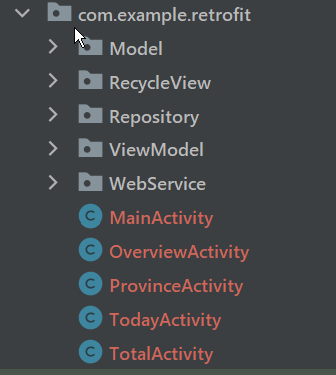 com.example.retrofit
Model
RecycleView
Repository
ViewModel
WebService
C MainActivity
C OverviewActivity
C ProvinceActivity
C TodayActivity
C TotalActivity